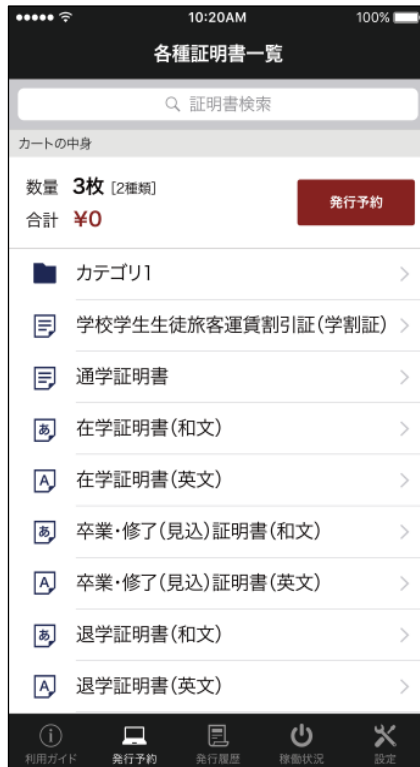 10:20AM
100%
各種証明書一覧
証明書検索
カートの中身
数量 3枚 [2種類]
合計 ¥0
発行予約
カテゴリ1
学校学生生徒旅客運賃割引証(学割証)
通学証明書
あ 在学証明書(和文)
A 在学証明書(英文)
あ 卒業・修了(見込)証明書(和文)
A 卒業・修了(見込)証明書(英文)
あ 退学証明書(和文)
A 退学証明書(英文)
利用ガイド 発行予約 発行履歴 稼働状況 設定